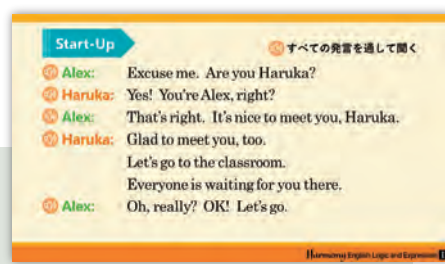 Start-Up
すべての発言を通して聞く
Alex: Excuse me. Are you Haruka?
Haruka: Yes! You're Alex, right?
Alex: That's right. It's nice to meet you, Haruka.
Haruka: Glad to meet you, too.
Let's go to the classroom.
Everyone is waiting for you there.
Alex: Oh, really? OK! Let's go.
Harmony English Logic and Expression